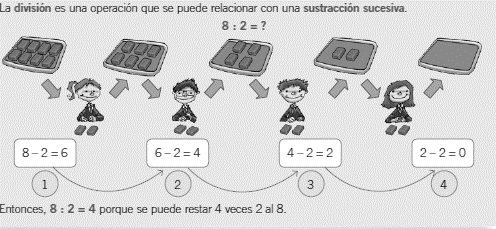 La división es una operación que se puede relacionar con una sustracción sucesiva.
8 : 2 = ?
8 – 2 = 6
6 – 2 = 4
4 – 2 = 2
2 – 2 = 0
1
2
3
4
Entonces, 8 : 2 = 4 porque se puede restar 4 veces 2 al 8.